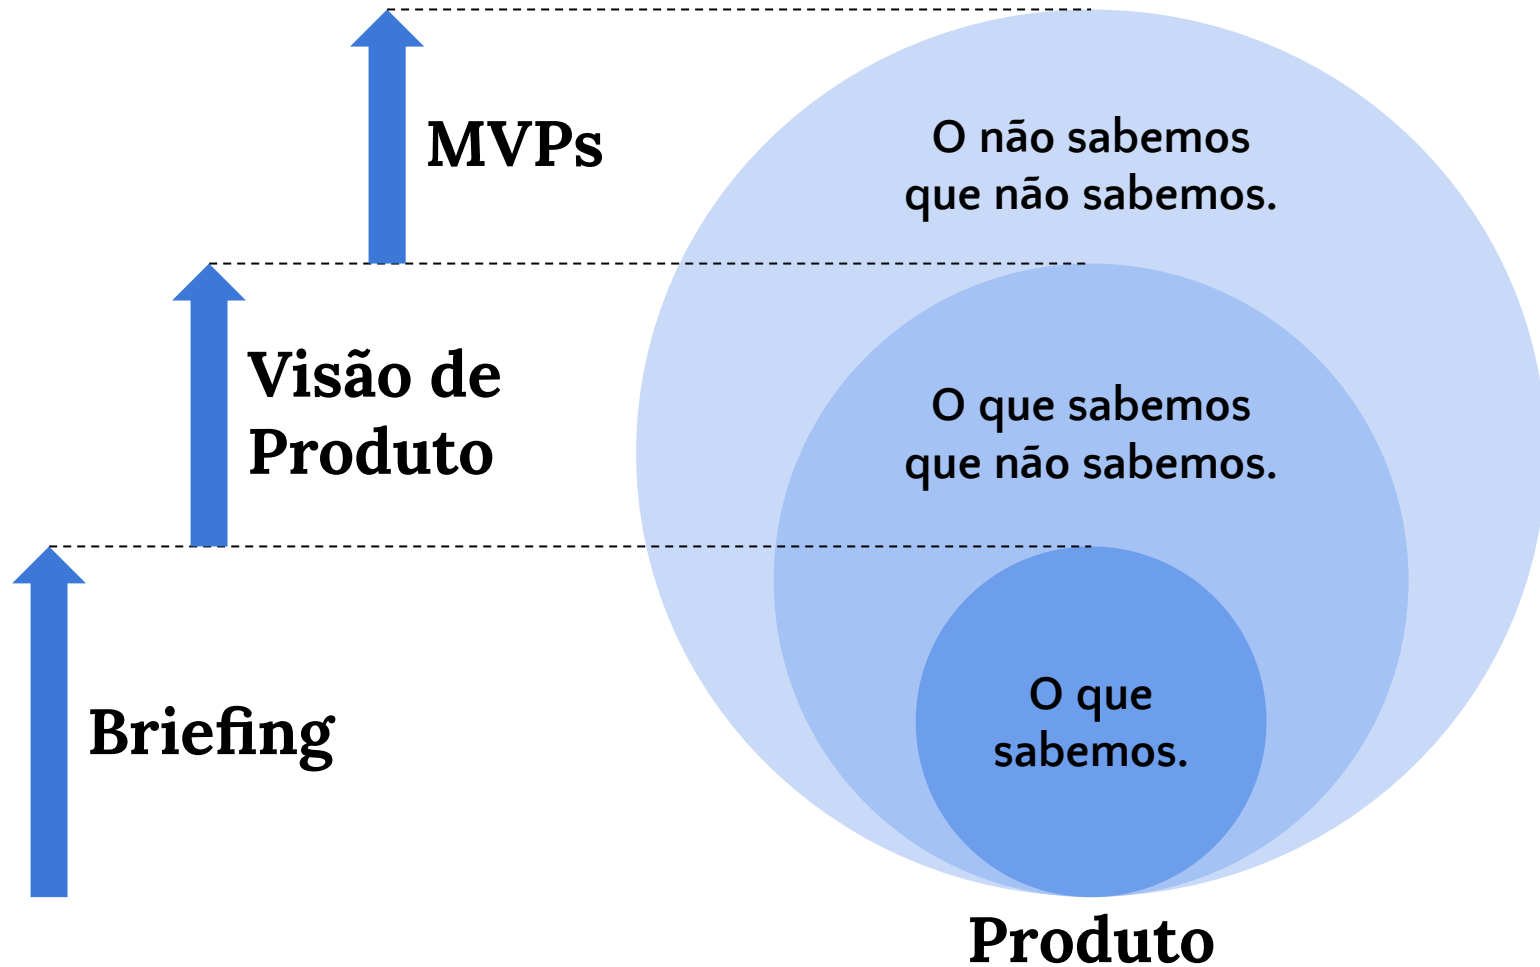 MVPs
O não sabemos
que não sabemos.
Visão de
Produto
O que sabemos
que não sabemos.
Briefing
O que
sabemos.
Produto